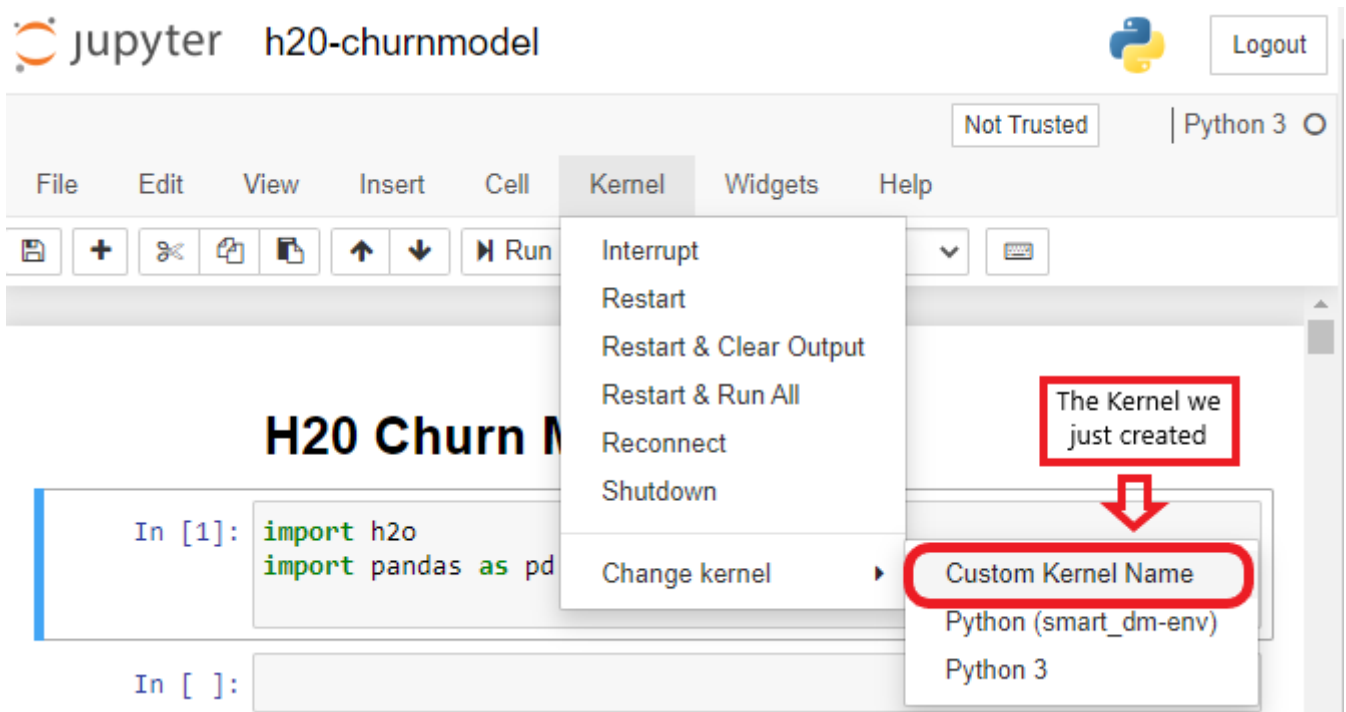 jupyter h20-churnmodel
Logout
Not Trusted
Python 3
File Edit View Insert Cell Kernel Widgets Help
Run
Interrupt
Restart
Restart & Clear Output
Restart & Run All
Reconnect
Shutdown
Change kernel
The Kernel we
just created
Custom Kernel Name
Python (smart_dm-env)
Python 3
H20 Churn
In [1]: import h2o
import pandas as pd
In [ ]: